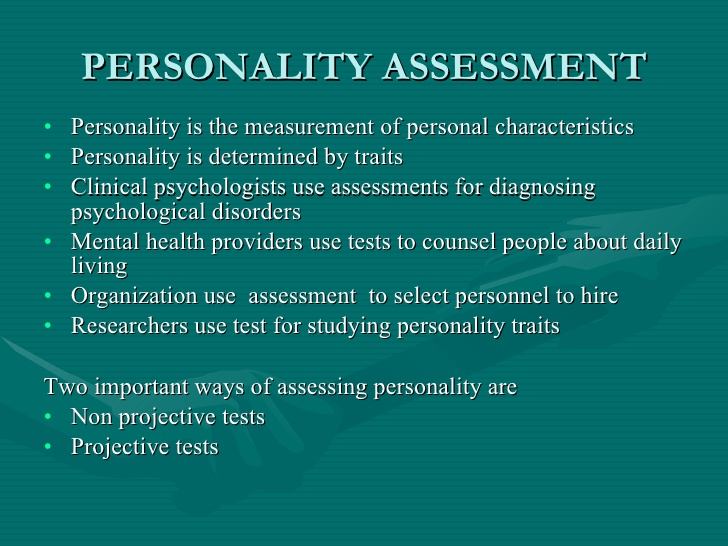 PERSONALITY ASSESSMENT
• Personality is the measurement of personal characteristics
• Personality is determined by traits
• Clinical psychologists use assessments for diagnosing
psychological disorders
• Mental health providers use tests to counsel people about daily
living
• Organization use  assessment  to select personnel to hire
• Researchers use test for studying personality traits
Two important ways of assessing personality are
• Non projective tests
• Projective tests